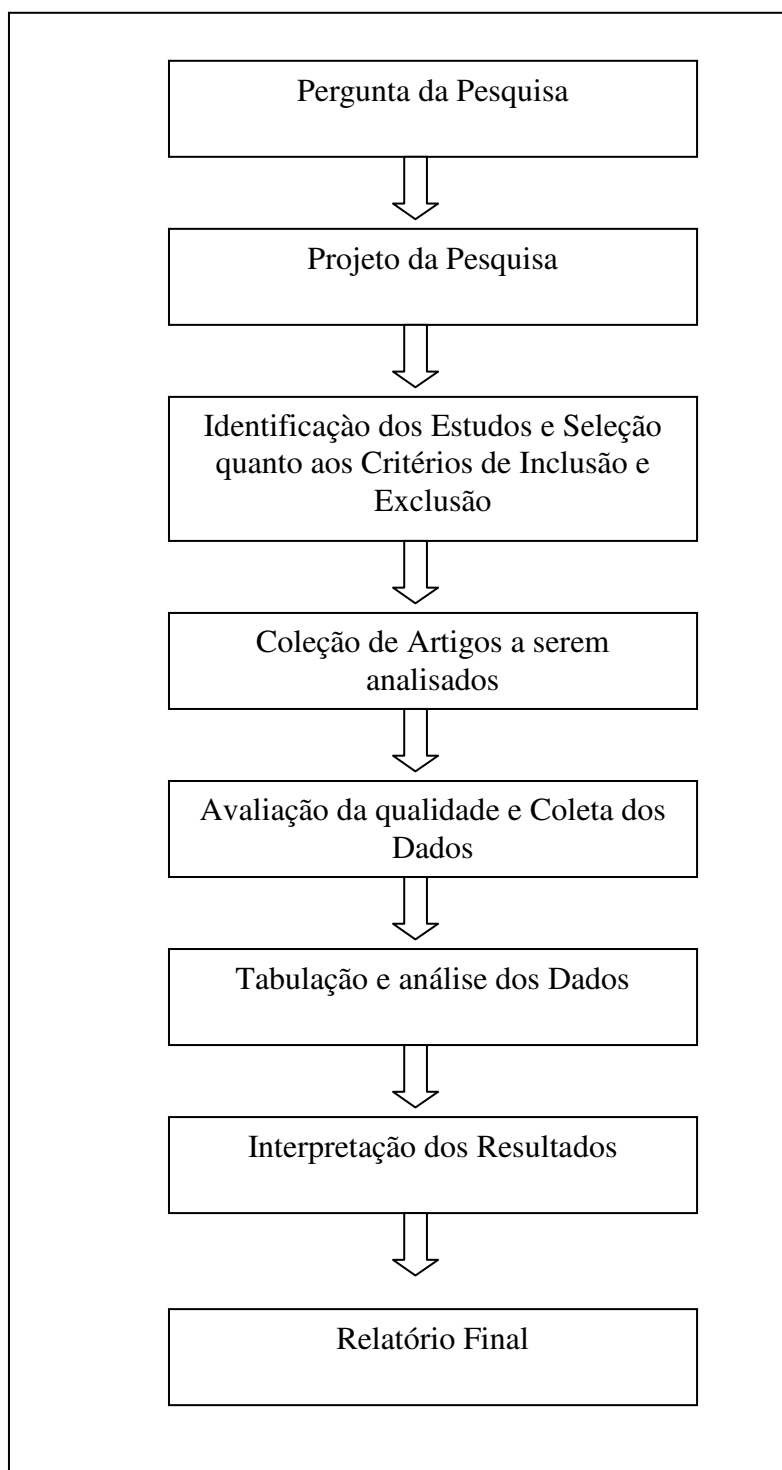 Pergunta da Pesquisa
Projeto da Pesquisa
Identificaçào dos Estudos e Seleção
quanto aos Critérios de Inclusão e
Exclusão
Coleção de Artigos a serem
analisados
Avaliação da qualidade e Coleta dos
Dados
Tabulação e análise dos Dados
Interpretação dos Resultados
Relatório Final